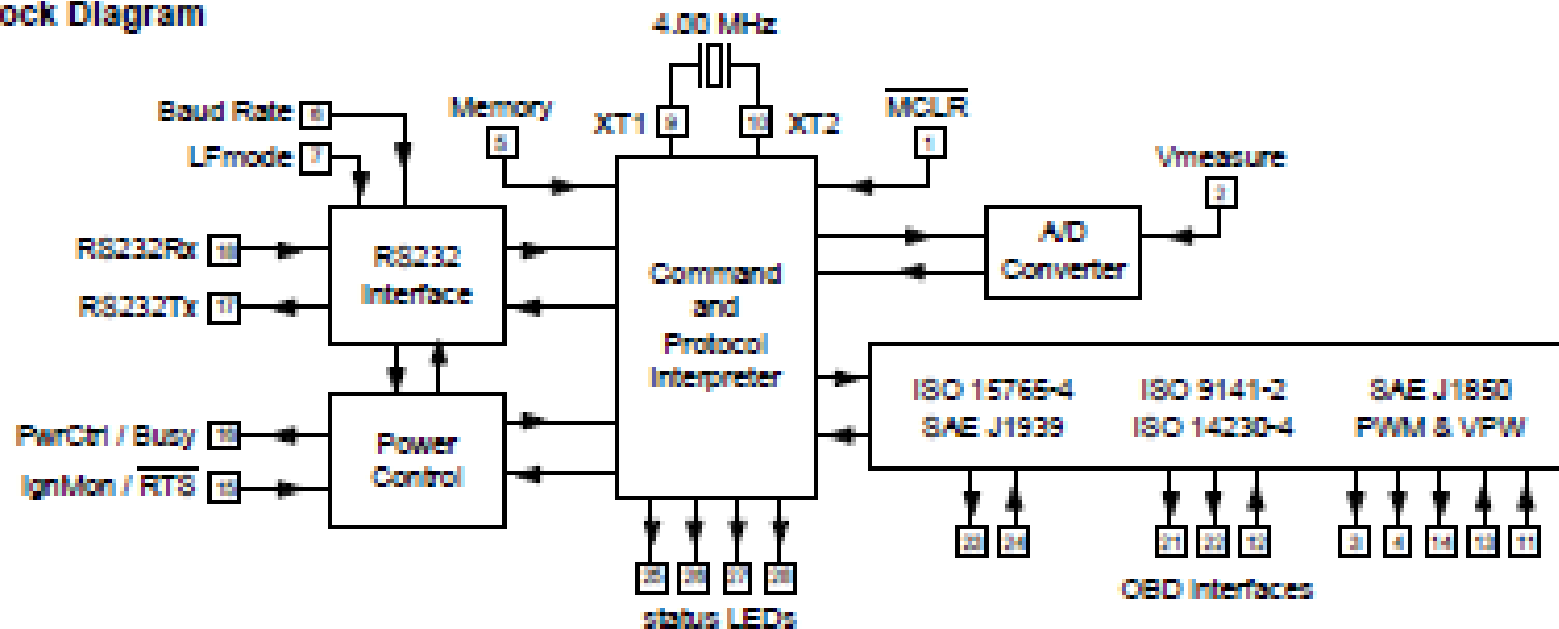 ock Diagram
4.00 MHz
Baud Rate 6
Memory
5
XT1 9
10 XT2
MCLR
1
LFmode 7
Vmeasure
2
RS232Rx 18
RS232Tx 17
RS232
Interface
Command
and
Protocol
Interpreter
A/D
Converter
PwrCtrl / Busy 16
IgnMon / RTS 15
Power
Control
ISO 15765-4
SAE J1939
ISO 9141-2
ISO 14230-4
SAE J1850
PWM & VPW
23 24
21 22 12
3 4 14 13 11
OBD Interfaces
25 26 27 28
status LEDs